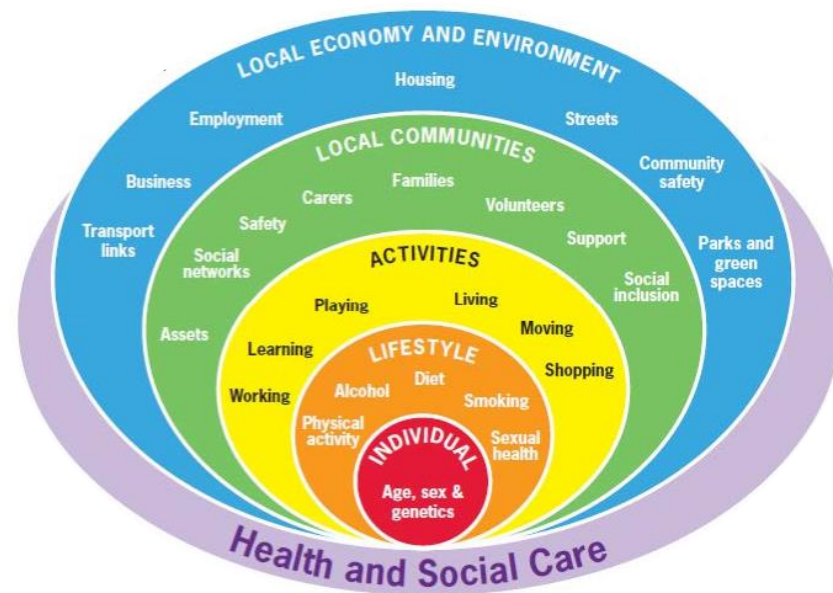 LOCAL ECONOMY AND ENVIRONMENT
Housing
Employment
Streets
Business
Community
safety
Transport
links
Parks and
green
spaces
LOCAL COMMUNITIES
Families
Carers
Volunteers
Safety
Support
Social
networks
Social
inclusion
Assets
ACTIVITIES
Living
Playing
Moving
Learning
Shopping
Working
LIFESTYLE
Diet
Alcohol
Smoking
Physical
activity
Sexual
health
INDIVIDUAL
Age, sex &
genetics
Health and Social Care